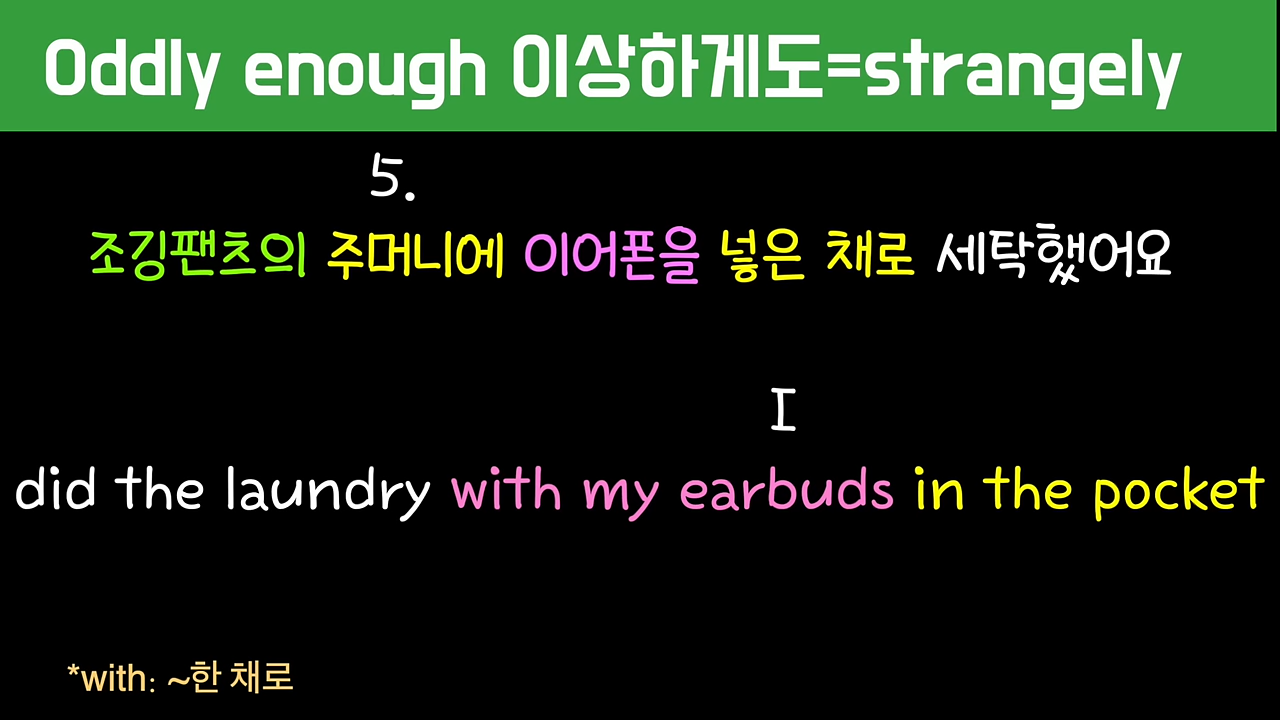 Oddly enough 이상하게도=strangely
5.
조깅팬츠의 주머니에 이어폰을 넣은 채로 세탁했어요
I
did the laundry with my earbuds in the pocket
*with: ~한 채로